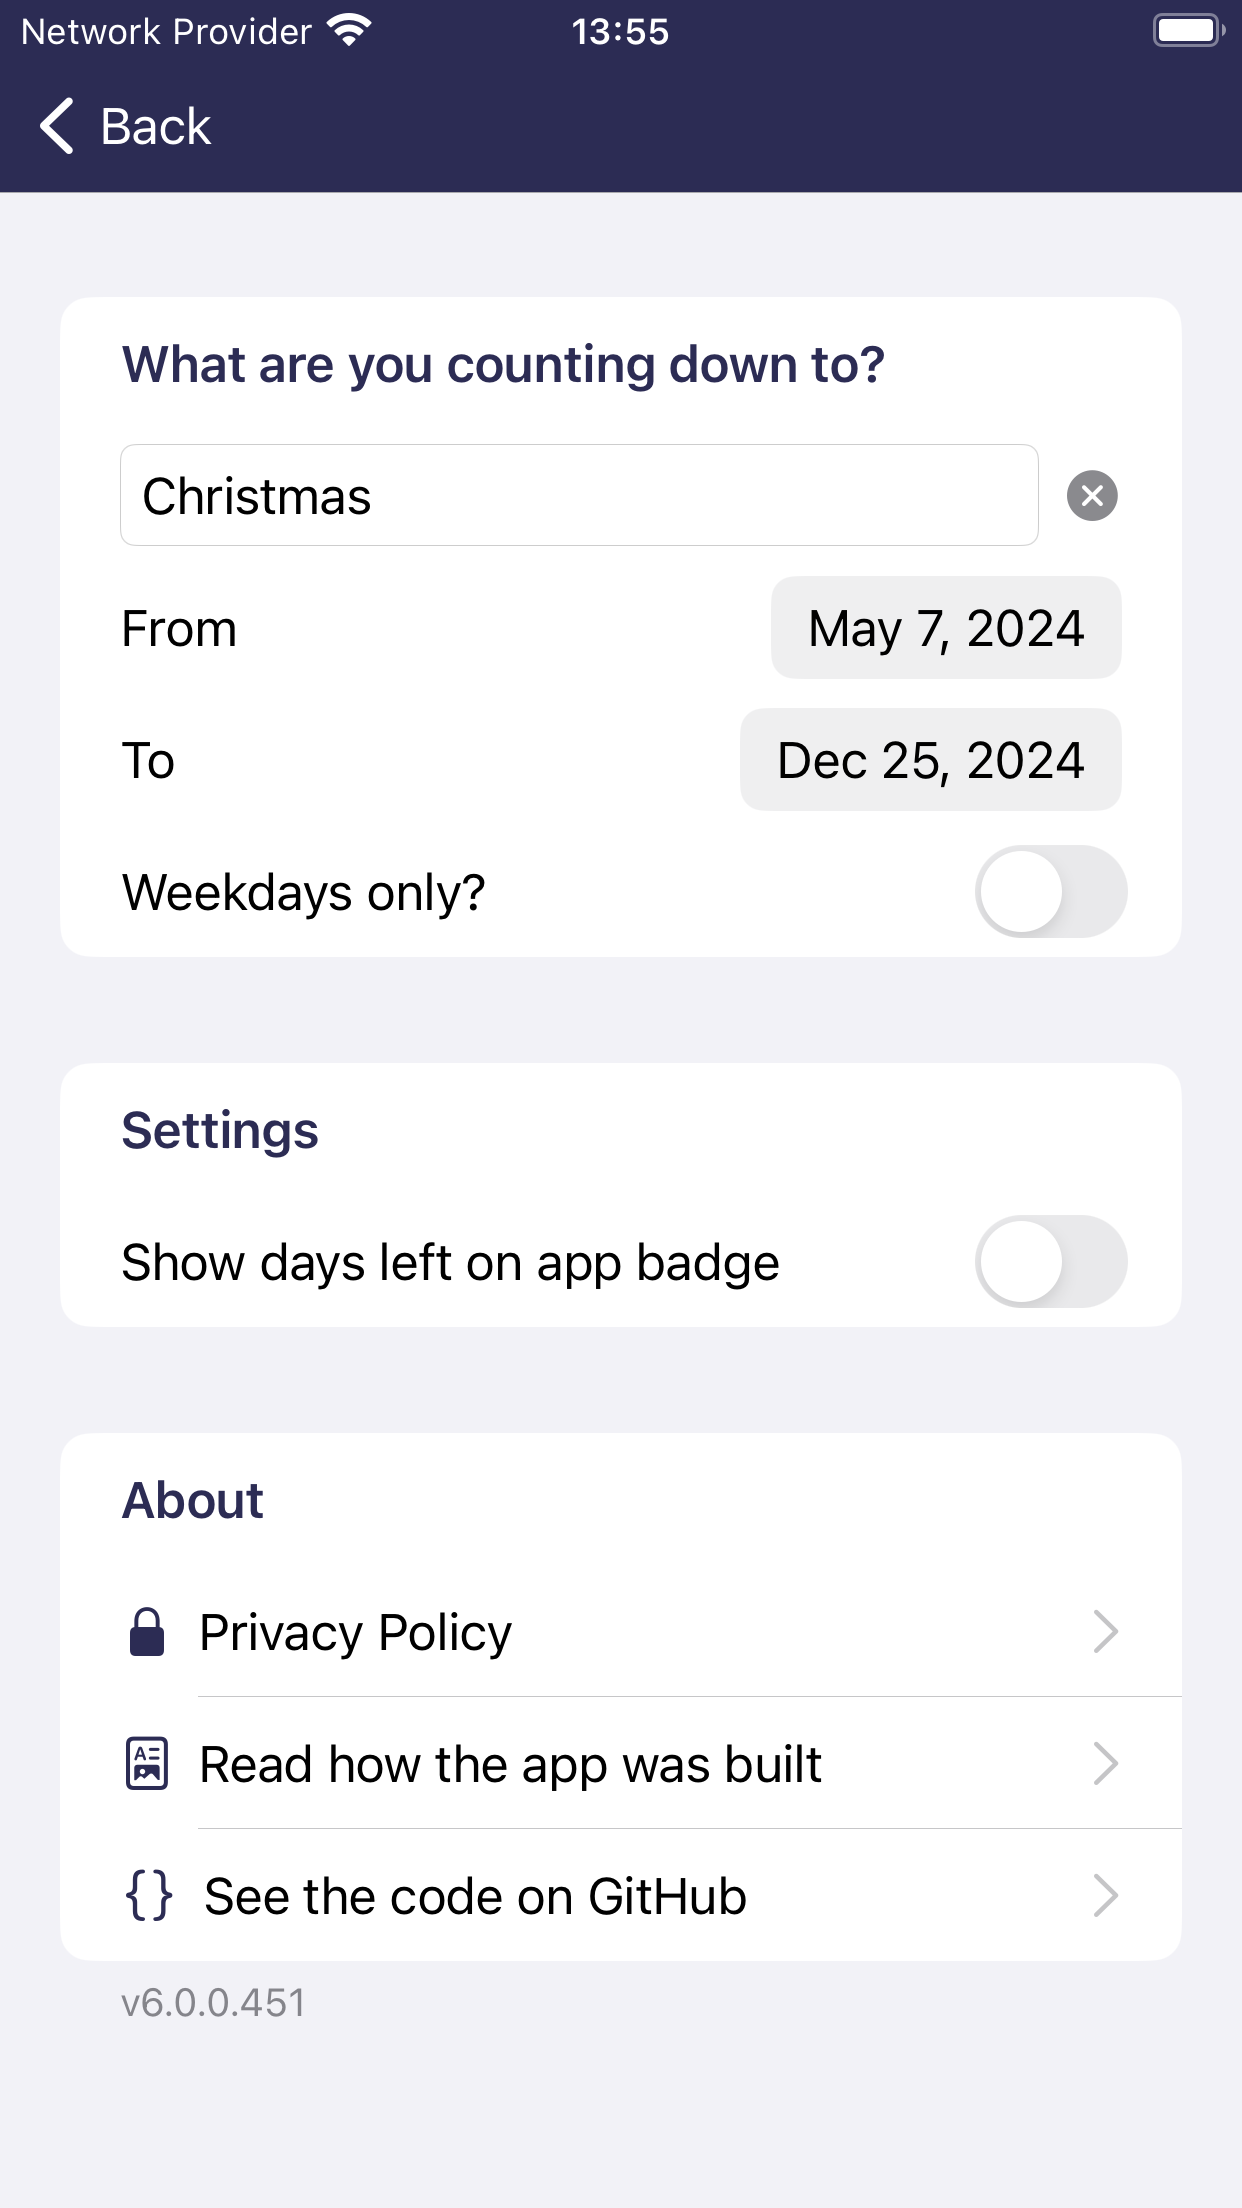 Network Provider 13:55
Back
What are you counting down to?
Christmas
From May 7, 2024
To Dec 25, 2024
Weekdays only?
Settings
Show days left on app badge
About
Privacy Policy
Read how the app was built
{} See the code on GitHub
v6.0.0.451